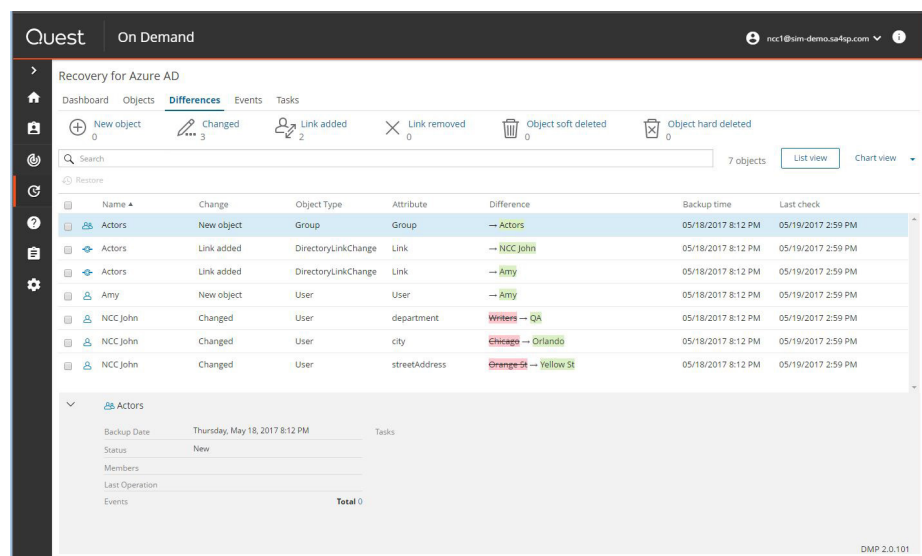 Quest On Demand ncc1@sim-demo.sa4sp.com
Recovery for Azure AD
Dashboard Objects Differences Events Tasks
New object Changed Link added Link removed Object soft deleted Object hard deleted
0 3 2 0 0 0
Search 7 objects List view Chart view
Restore
Name Change Object Type Attribute Difference Backup time Last check
Actors New object Group Group → Actors 05/18/2017 8:12 PM 05/19/2017 2:59 PM
Actors Link added DirectoryLinkChange Link → NCC John 05/18/2017 8:12 PM 05/19/2017 2:59 PM
Actors Link added DirectoryLinkChange Link → Amy 05/18/2017 8:12 PM 05/19/2017 2:59 PM
Amy New object User User → Amy 05/18/2017 8:12 PM 05/19/2017 2:59 PM
NCC John Changed User department Writers → QA 05/18/2017 8:12 PM 05/19/2017 2:59 PM
NCC John Changed User city Chicago → Orlando 05/18/2017 8:12 PM 05/19/2017 2:59 PM
NCC John Changed User streetAddress Orange St → Yellow St 05/18/2017 8:12 PM 05/19/2017 2:59 PM
Actors
Backup Date Thursday, May 18, 2017 8:12 PM Tasks
Status New
Members
Last Operation
Events Total 0
DMP 2.0.101